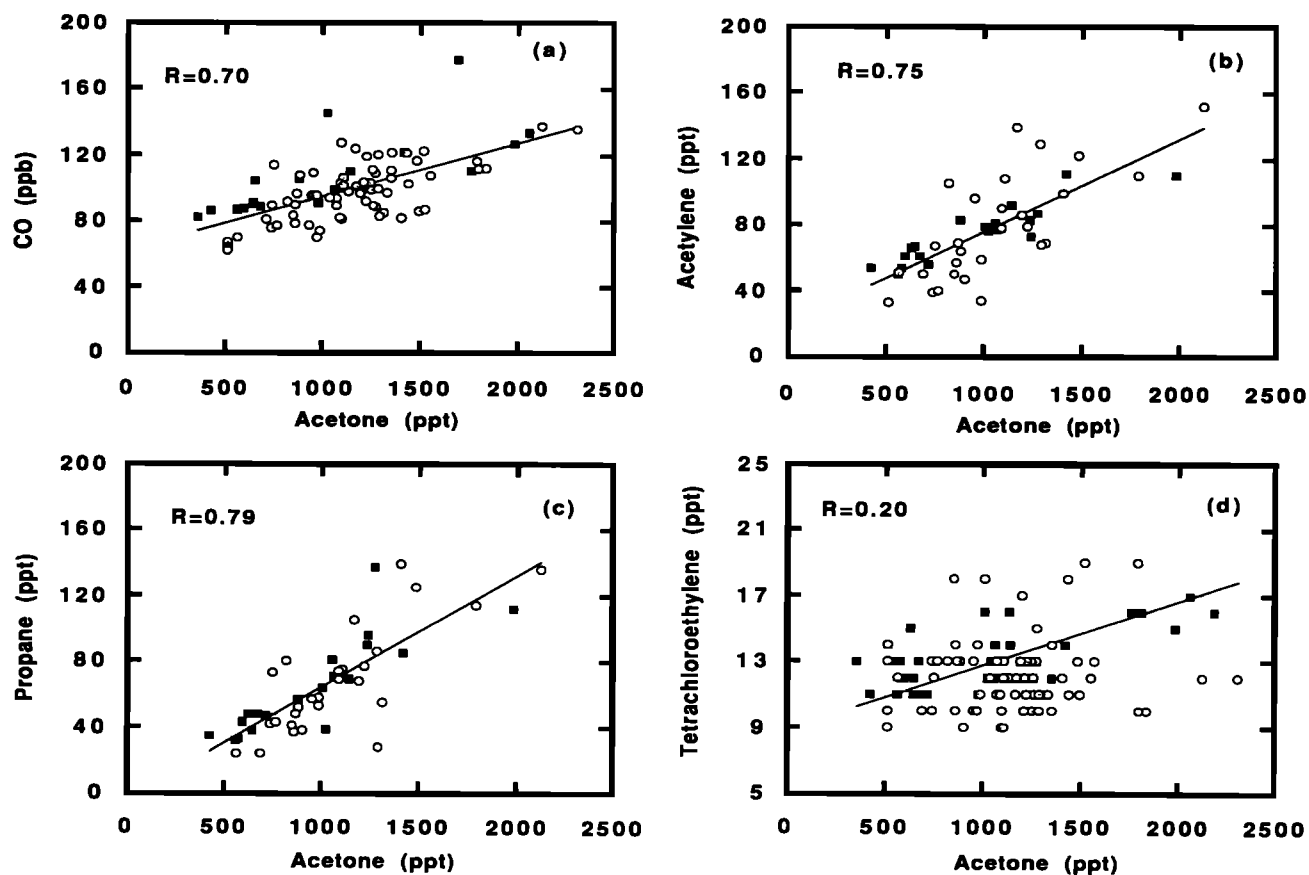 200
160
120
80
40
0
CO (ppb)
(a)
R=0.70
0 500 1000 1500 2000 2500
Acetone (ppt)
200
160
120
80
40
0
Acetylene (ppt)
(b)
R=0.75
0 500 1000 1500 2000 2500
Acetone (ppt)
200
160
120
80
40
0
Propane (ppt)
(c)
R=0.79
0 500 1000 1500 2000 2500
Acetone (ppt)
25
21
17
13
9
5
Tetrachloroethylene (ppt)
(d)
R=0.20
0 500 1000 1500 2000 2500
Acetone (ppt)